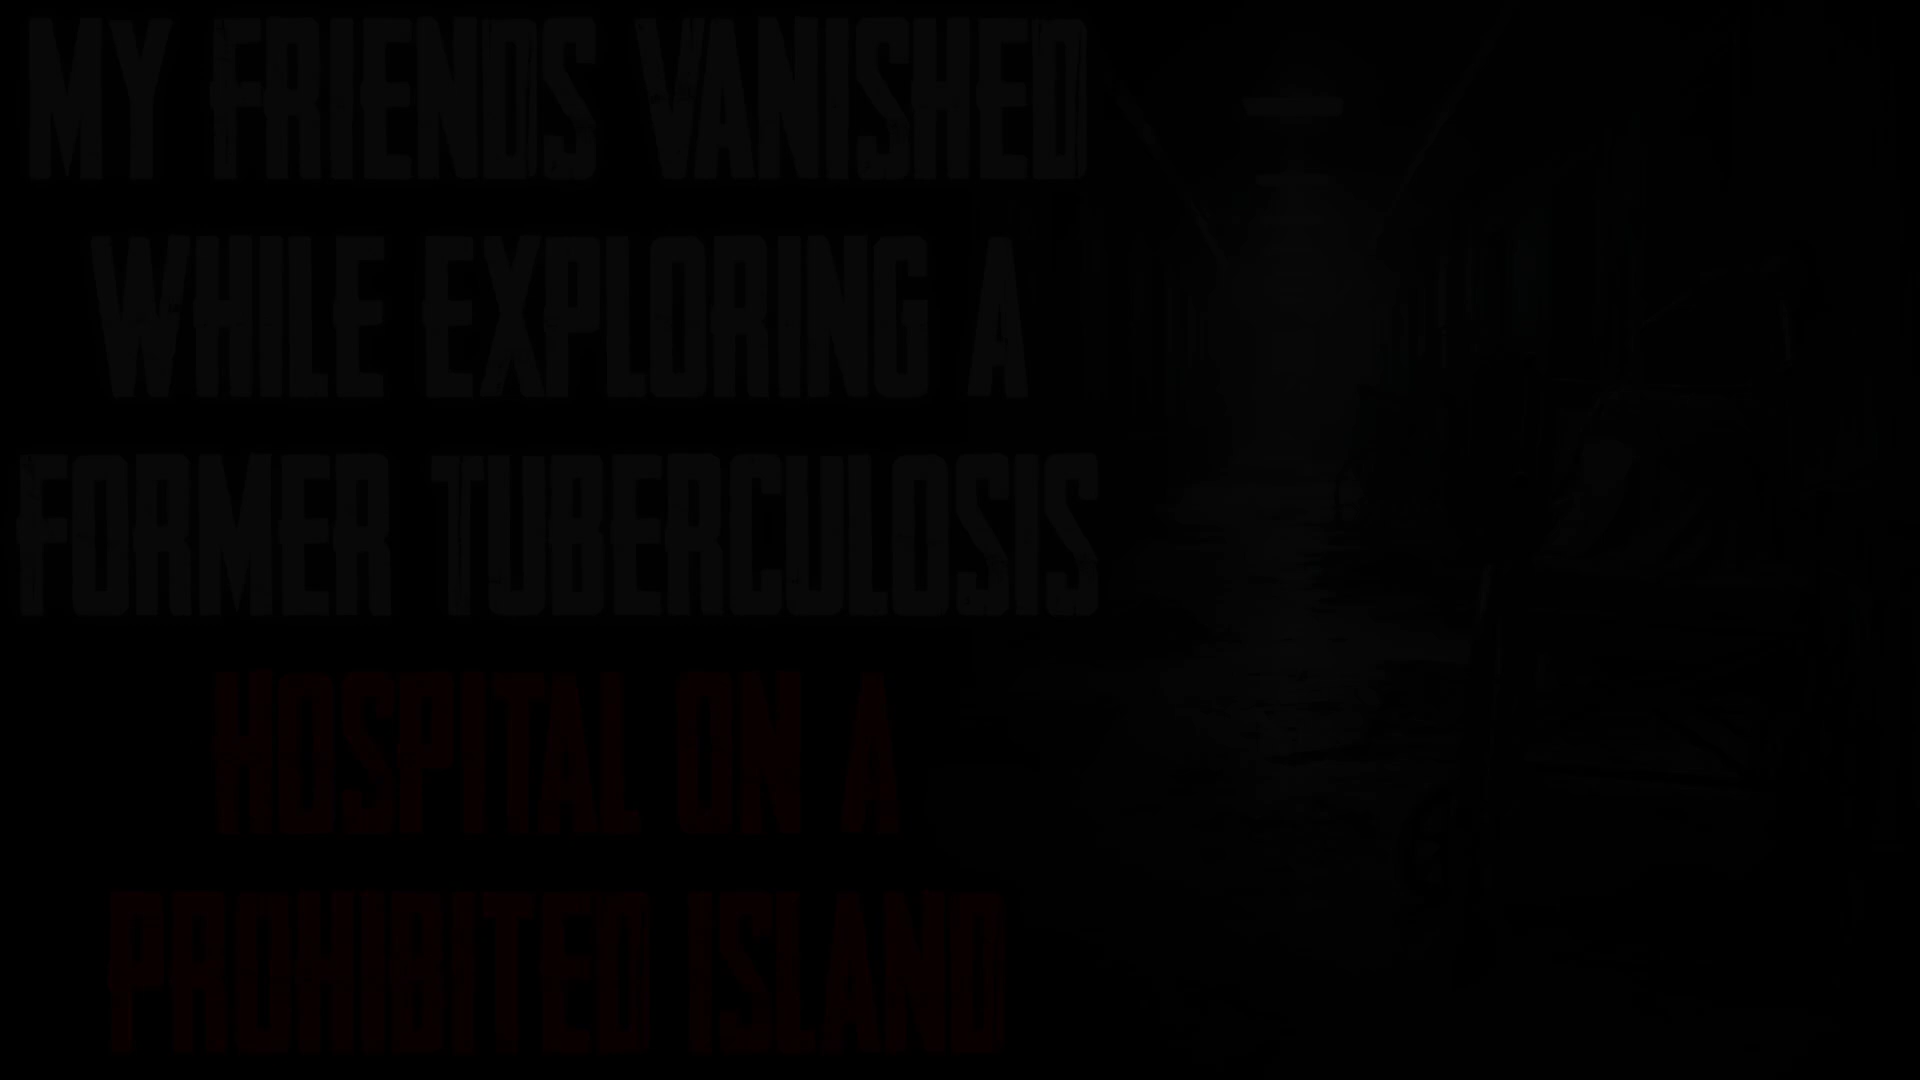 MY FRIENDS VANISHED
WHILE EXPLORING A
FORMER TUBERCULOSIS
HOSPITAL ON A
PROHIBITED ISLAND